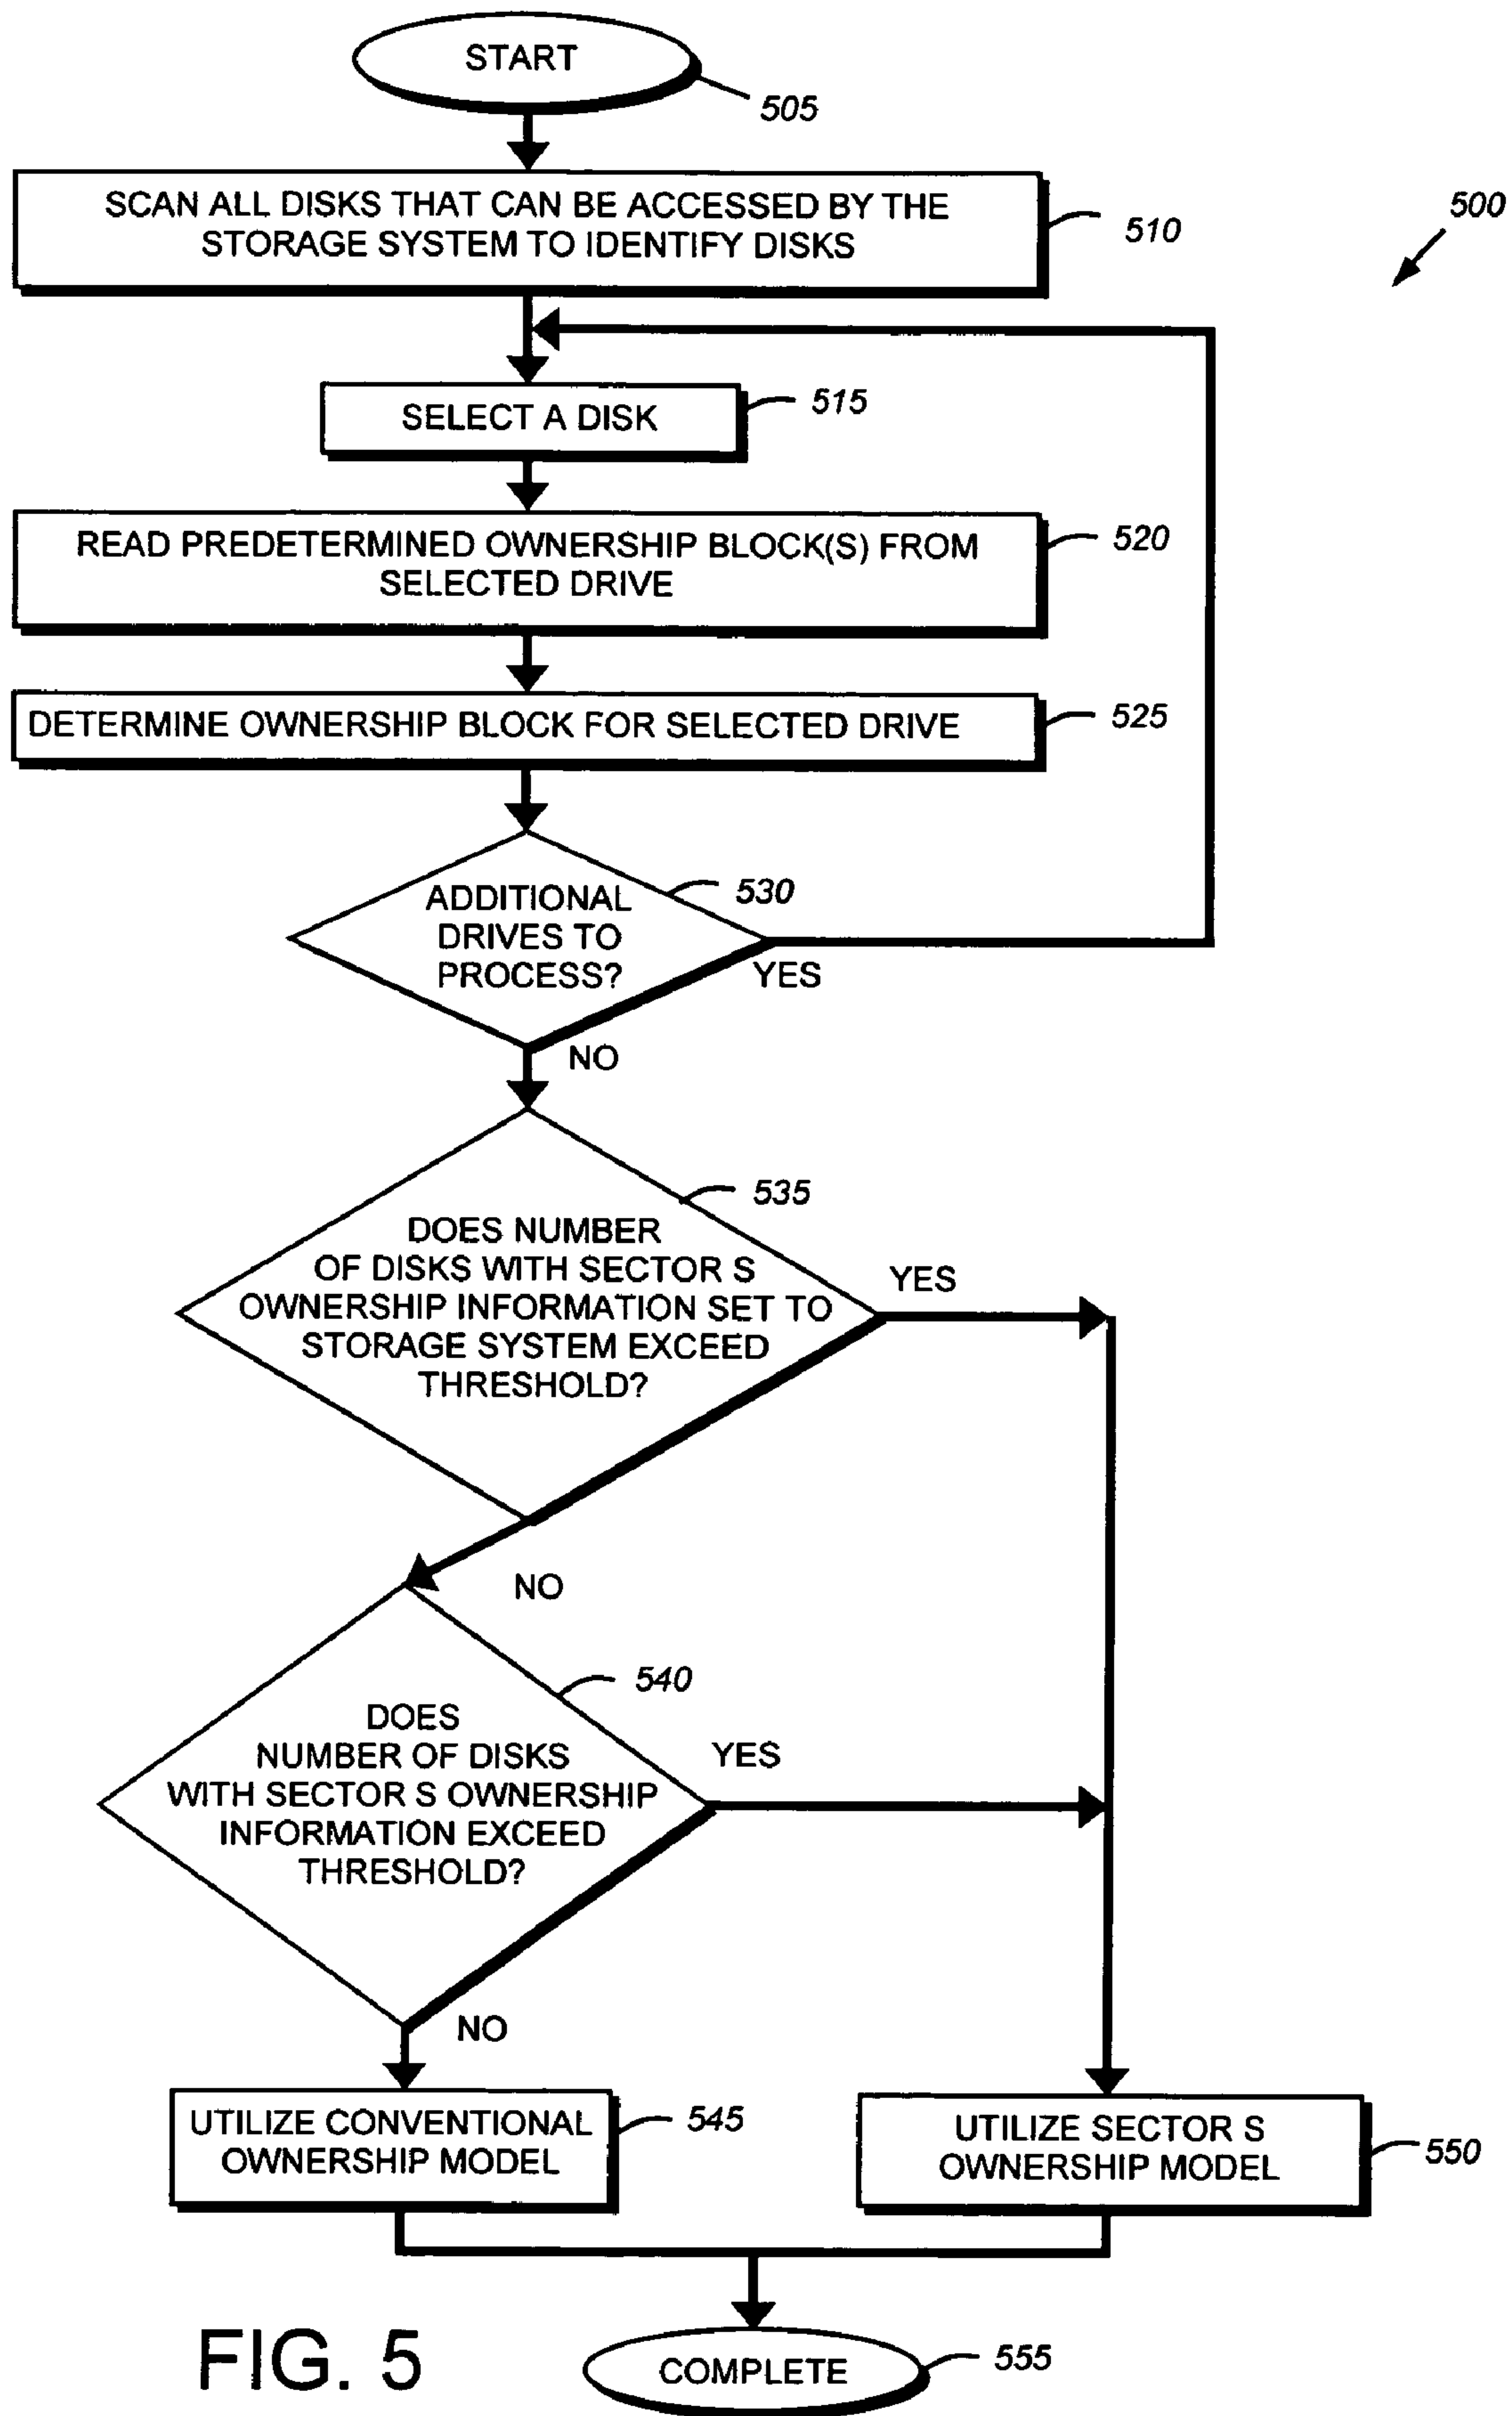 START
505
SCAN ALL DISKS THAT CAN BE ACCESSED BY THE
STORAGE SYSTEM TO IDENTIFY DISKS
510
500
SELECT A DISK
515
READ PREDETERMINED OWNERSHIP BLOCK(S) FROM
SELECTED DRIVE
520
DETERMINE OWNERSHIP BLOCK FOR SELECTED DRIVE
525
ADDITIONAL
DRIVES TO
PROCESS?
530
YES
NO
DOES NUMBER
OF DISKS WITH SECTOR S
OWNERSHIP INFORMATION SET TO
STORAGE SYSTEM EXCEED
THRESHOLD?
535
YES
NO
DOES
NUMBER OF DISKS
WITH SECTOR S OWNERSHIP
INFORMATION EXCEED
THRESHOLD?
540
YES
NO
UTILIZE CONVENTIONAL
OWNERSHIP MODEL
545
UTILIZE SECTOR S
OWNERSHIP MODEL
550
COMPLETE
555
FIG. 5